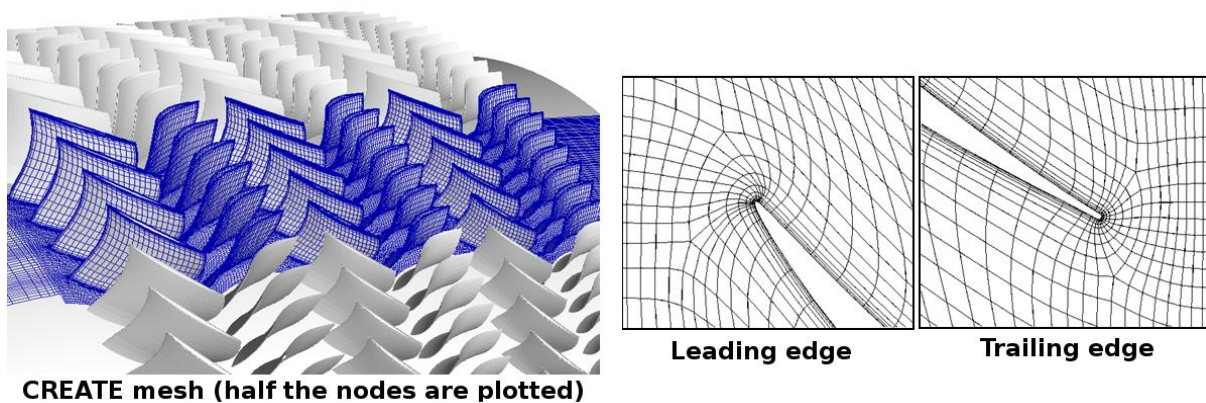 CREATE mesh (half the nodes are plotted)
Leading edge
Trailing edge